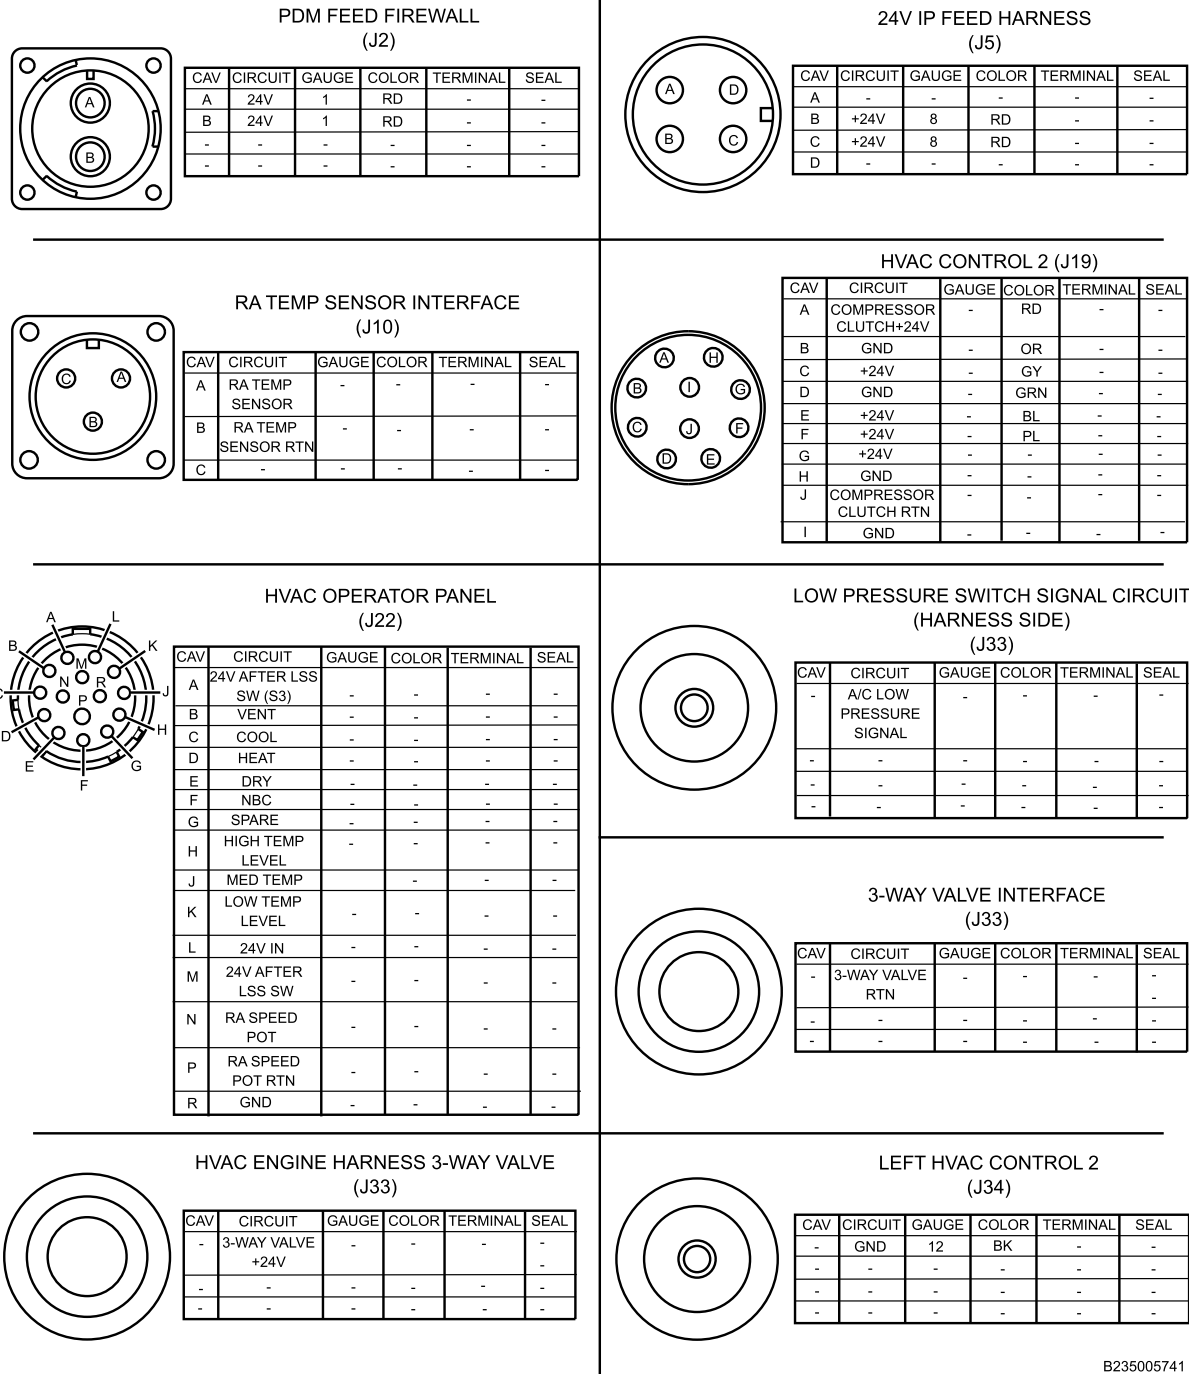 PDM FEED FIREWALL
(J2)
A
B
CAV CIRCUIT GAUGE COLOR TERMINAL SEAL
A 24V 1 RD - -
B 24V 1 RD - -
- - - - - -
- - - - - -
24V IP FEED HARNESS
(J5)
A D
B C
CAV CIRCUIT GAUGE COLOR TERMINAL SEAL
A - - - - -
B +24V 8 RD - -
C +24V 8 RD - -
D - - - - -
RA TEMP SENSOR INTERFACE
(J10)
C A
B
CAV CIRCUIT GAUGE COLOR TERMINAL SEAL
A RA TEMP - - - -
SENSOR
B RA TEMP - - - -
SENSOR RTN
C - - - - -
HVAC CONTROL 2 (J19)
A H
B I G
C J F
D E
CAV CIRCUIT GAUGE COLOR TERMINAL SEAL
A COMPRESSOR - RD - -
CLUTCH+24V
B GND - OR - -
C +24V - GY - -
D GND - GRN - -
E +24V - BL - -
F +24V - PL - -
G +24V - - - -
H GND - - - -
J COMPRESSOR - - - -
CLUTCH RTN
I GND - - - -
HVAC OPERATOR PANEL
(J22)
A L
B M K
N R
C P J
D H
E G
F
CAV CIRCUIT GAUGE COLOR TERMINAL SEAL
A 24V AFTER LSS
SW (S3) - - - -
B VENT - - - -
C COOL - - - -
D HEAT - - - -
E DRY - - - -
F NBC - - - -
G SPARE - - - -
H HIGH TEMP - - - -
LEVEL
J MED TEMP - - -
K LOW TEMP
LEVEL - - - -
L 24V IN - - - -
M 24V AFTER - - - -
LSS SW
N RA SPEED - - - -
POT
P RA SPEED - - - -
POT RTN
R GND - - - -
LOW PRESSURE SWITCH SIGNAL CIRCUIT
(HARNESS SIDE)
(J33)
CAV CIRCUIT GAUGE COLOR TERMINAL SEAL
- A/C LOW - - - -
PRESSURE
SIGNAL
- - - - - -
- - - - - -
- - - - - -
3-WAY VALVE INTERFACE
(J33)
CAV CIRCUIT GAUGE COLOR TERMINAL SEAL
- 3-WAY VALVE - - - -
RTN -
- - - - - -
- - - - - -
HVAC ENGINE HARNESS 3-WAY VALVE
(J33)
CAV CIRCUIT GAUGE COLOR TERMINAL SEAL
- 3-WAY VALVE - - - -
+24V -
- - - - - -
- - - - - -
LEFT HVAC CONTROL 2
(J34)
CAV CIRCUIT GAUGE COLOR TERMINAL SEAL
- GND 12 BK - -
- - - - - -
- - - - - -
- - - - - -
B235005741